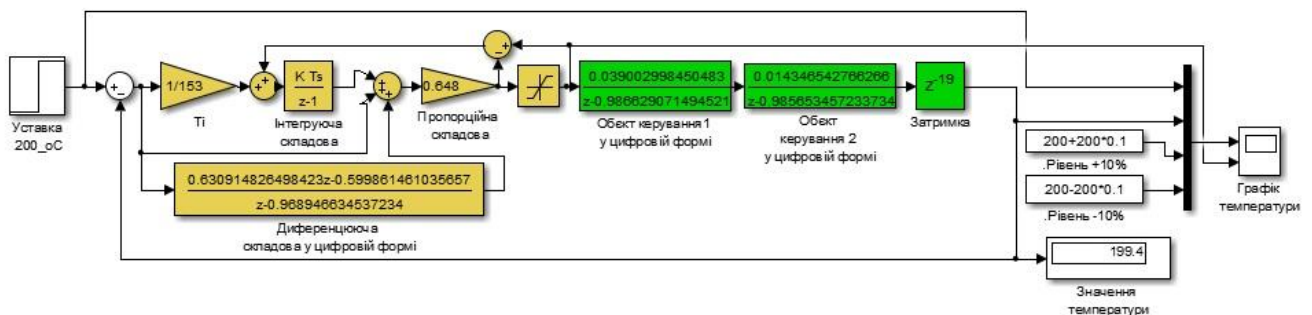 Уставка
200_оС
+
-
1/153
Ti
+
+
K Ts
z-1
Інтегруюча
складова
+
+
+
0.648
Пропорційна
складова
-
+
0.039002998450483
z-0.986629071494521
Обєкт керування 1
у цифровій формі
0.014346542766266
z-0.985653457233734
Обєкт
керування 2
у цифровій формі
z-19
Затримка
0.630914826498423z-0.599861461035657
z-0.968946634537234
Диференцююча
складова у цифровій формі
200+200*0.1
.Рівень +10%
200-200*0.1
.Рівень -10%
Графік
температури
199.4
Значення
температури